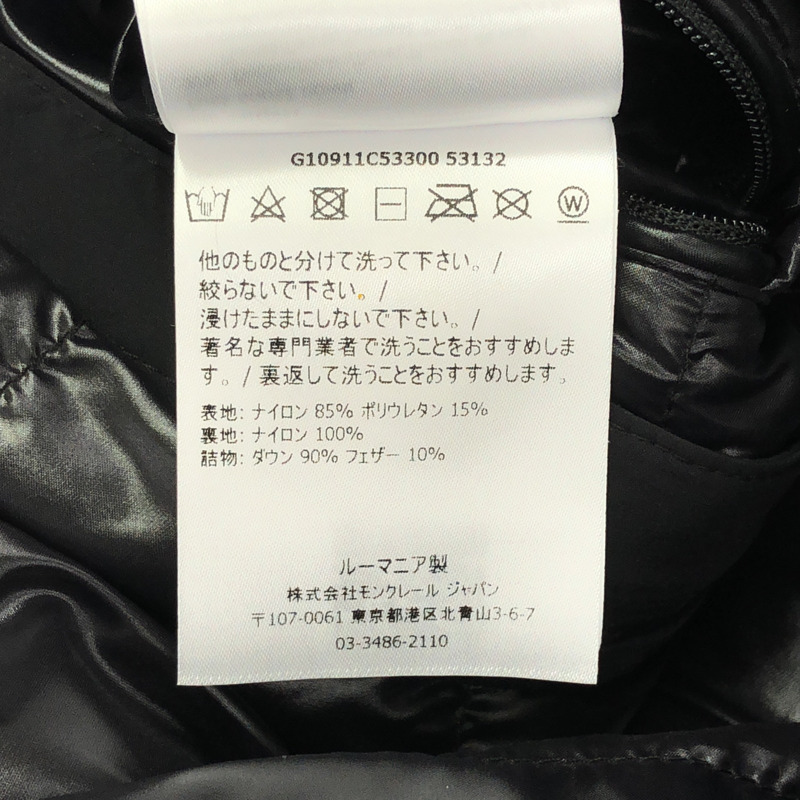 G10911C53300 53132
W
他のものと分けて洗って下さい。/
絞らないで下さい。/
浸けたままにしないで下さい。/
著名な専門業者で洗うことをおすすめしま
す。/ 裏返して洗うことをおすすめします。
表地: ナイロン 85% ポリウレタン 15%
裏地: ナイロン 100%
詰物: ダウン 90% フェザー 10%
ルーマニア製
株式会社モンクレール ジャパン
〒107-0061 東京都港区北青山3-6-7
03-3486-2110